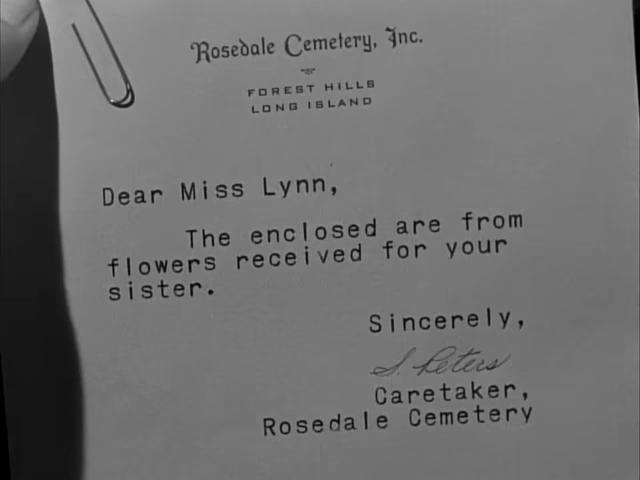 Rosedale Cemetery, Inc.
FOREST HILLS
LONG ISLAND
Dear Miss Lynn,
The enclosed are from
flowers received for your
sister.
Sincerely,
S. Peters
Caretaker,
Rosedale Cemetery